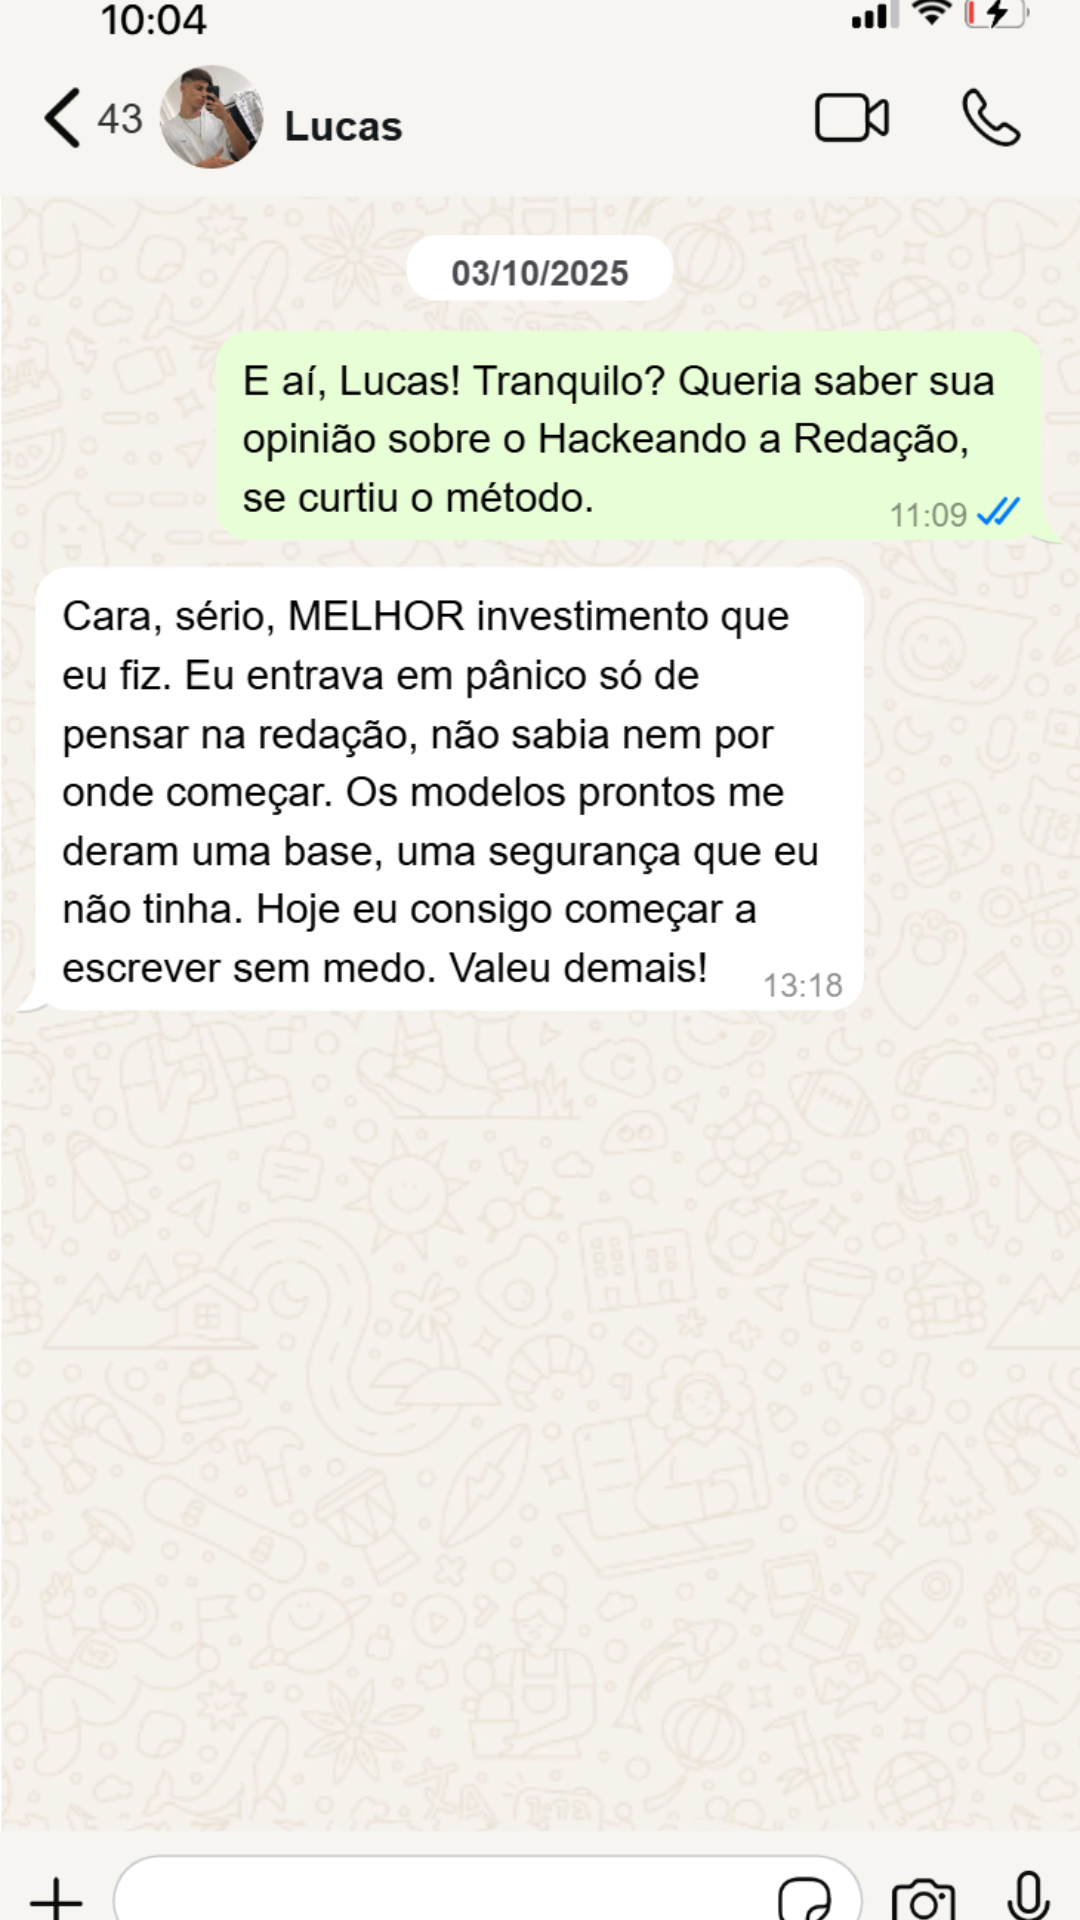 10:04
43
Lucas
03/10/2025
E aí, Lucas! Tranquilo? Queria saber sua
opinião sobre o Hackeando a Redação,
se curtiu o método.
11:09
Cara, sério, MELHOR investimento que
eu fiz. Eu entrava em pânico só de
pensar na redação, não sabia nem por
onde começar. Os modelos prontos me
deram uma base, uma segurança que eu
não tinha. Hoje eu consigo começar a
escrever sem medo. Valeu demais!
13:18